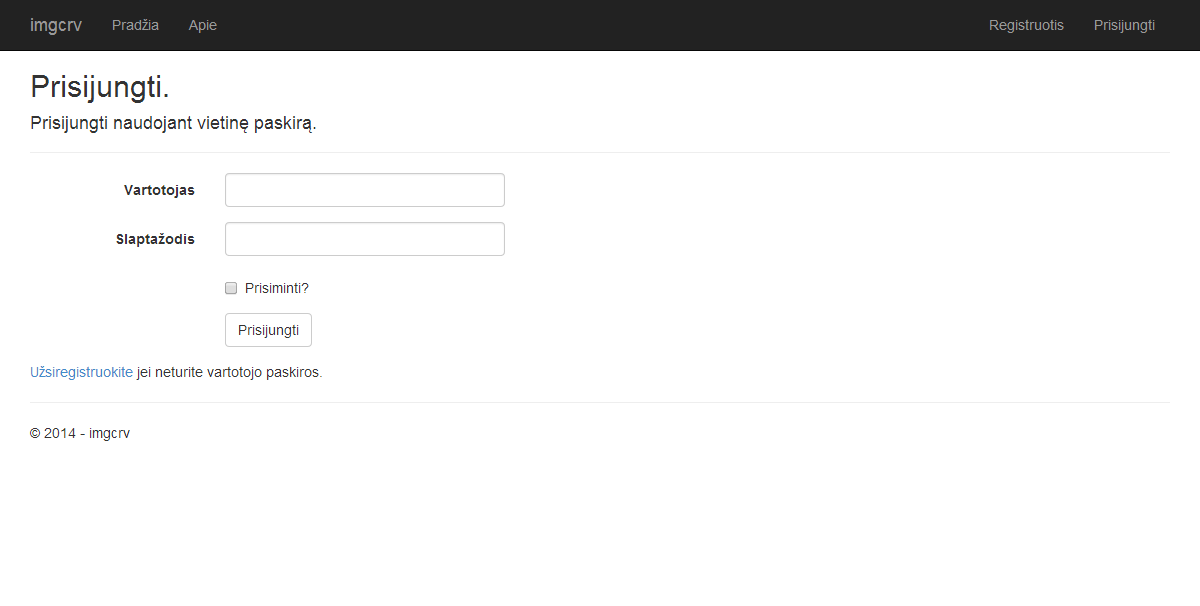 imgcrv Pradžia Apie Registruotis Prisijungti
Prisijungti.
Prisijungti naudojant vietinę paskirą.
Vartotojas
Slaptažodis
Prisiminti?
Prisijungti
Užsiregistruokite jei neturite vartotojo paskiros.
© 2014 - imgcrv